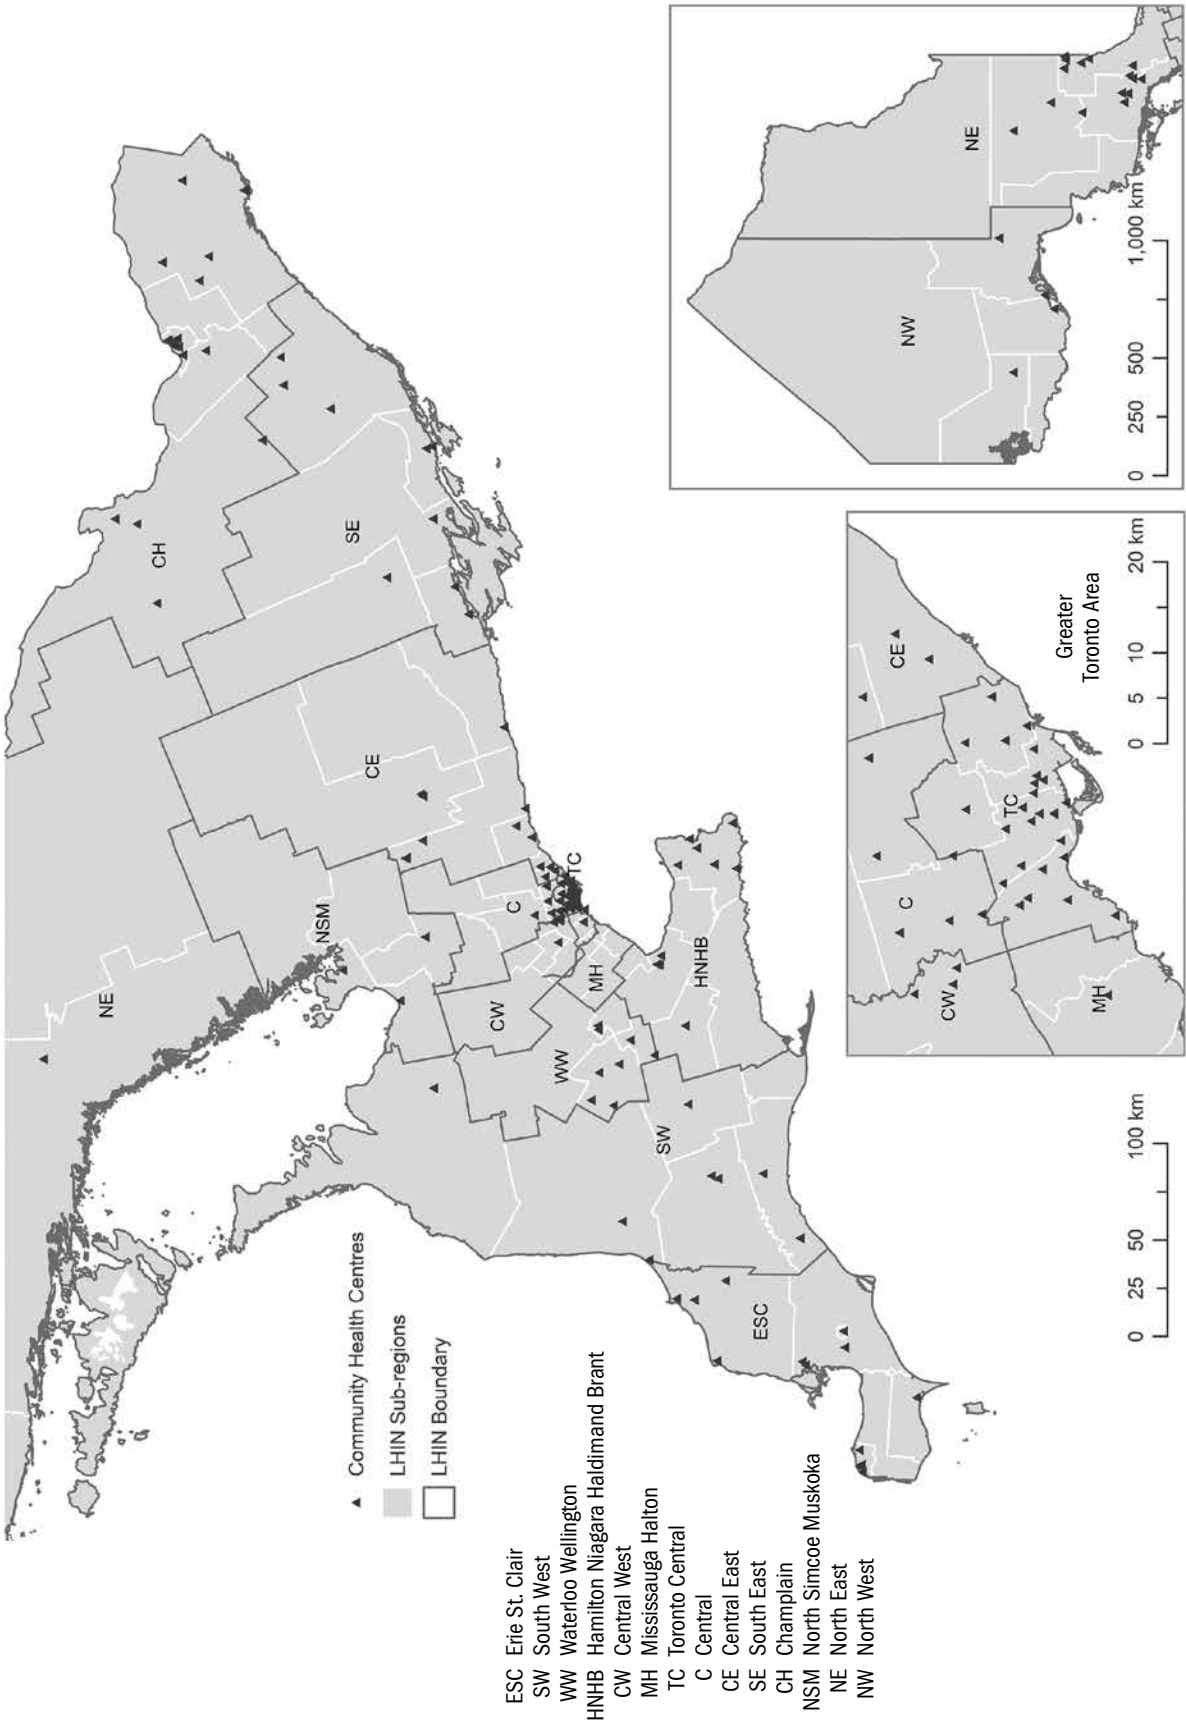 NE
NSM
CH
SE
CE
C
TC
CW
MH
WW
HNHB
SW
ESC
Community Health Centres
LHIN Sub-regions
LHIN Boundary
0 25 50 100 km
ESC Erie St. Clair
SW South West
WW Waterloo Wellington
HNHB Hamilton Niagara Haldimand Brant
CW Central West
MH Mississauga Halton
TC Toronto Central
C Central
CE Central East
SE South East
CH Champlain
NSM North Simcoe Muskoka
NE North East
NW North West
CW
C
CE
TC
MH
Greater
Toronto Area
0 5 10 20 km
NW
NE
0 250 500 1,000 km